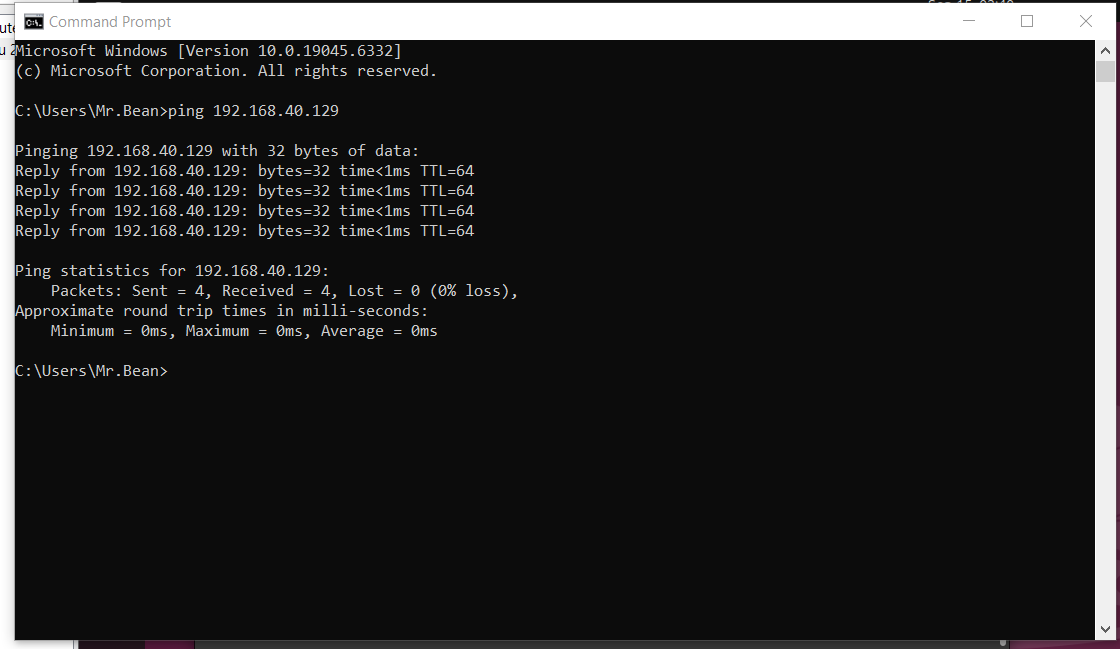 Command Prompt
Microsoft Windows [Version 10.0.19045.6332]
(c) Microsoft Corporation. All rights reserved.
C:\Users\Mr.Bean>ping 192.168.40.129
Pinging 192.168.40.129 with 32 bytes of data:
Reply from 192.168.40.129: bytes=32 time<1ms TTL=64
Reply from 192.168.40.129: bytes=32 time<1ms TTL=64
Reply from 192.168.40.129: bytes=32 time<1ms TTL=64
Reply from 192.168.40.129: bytes=32 time<1ms TTL=64
Ping statistics for 192.168.40.129:
    Packets: Sent = 4, Received = 4, Lost = 0 (0% loss),
Approximate round trip times in milli-seconds:
    Minimum = 0ms, Maximum = 0ms, Average = 0ms
C:\Users\Mr.Bean>